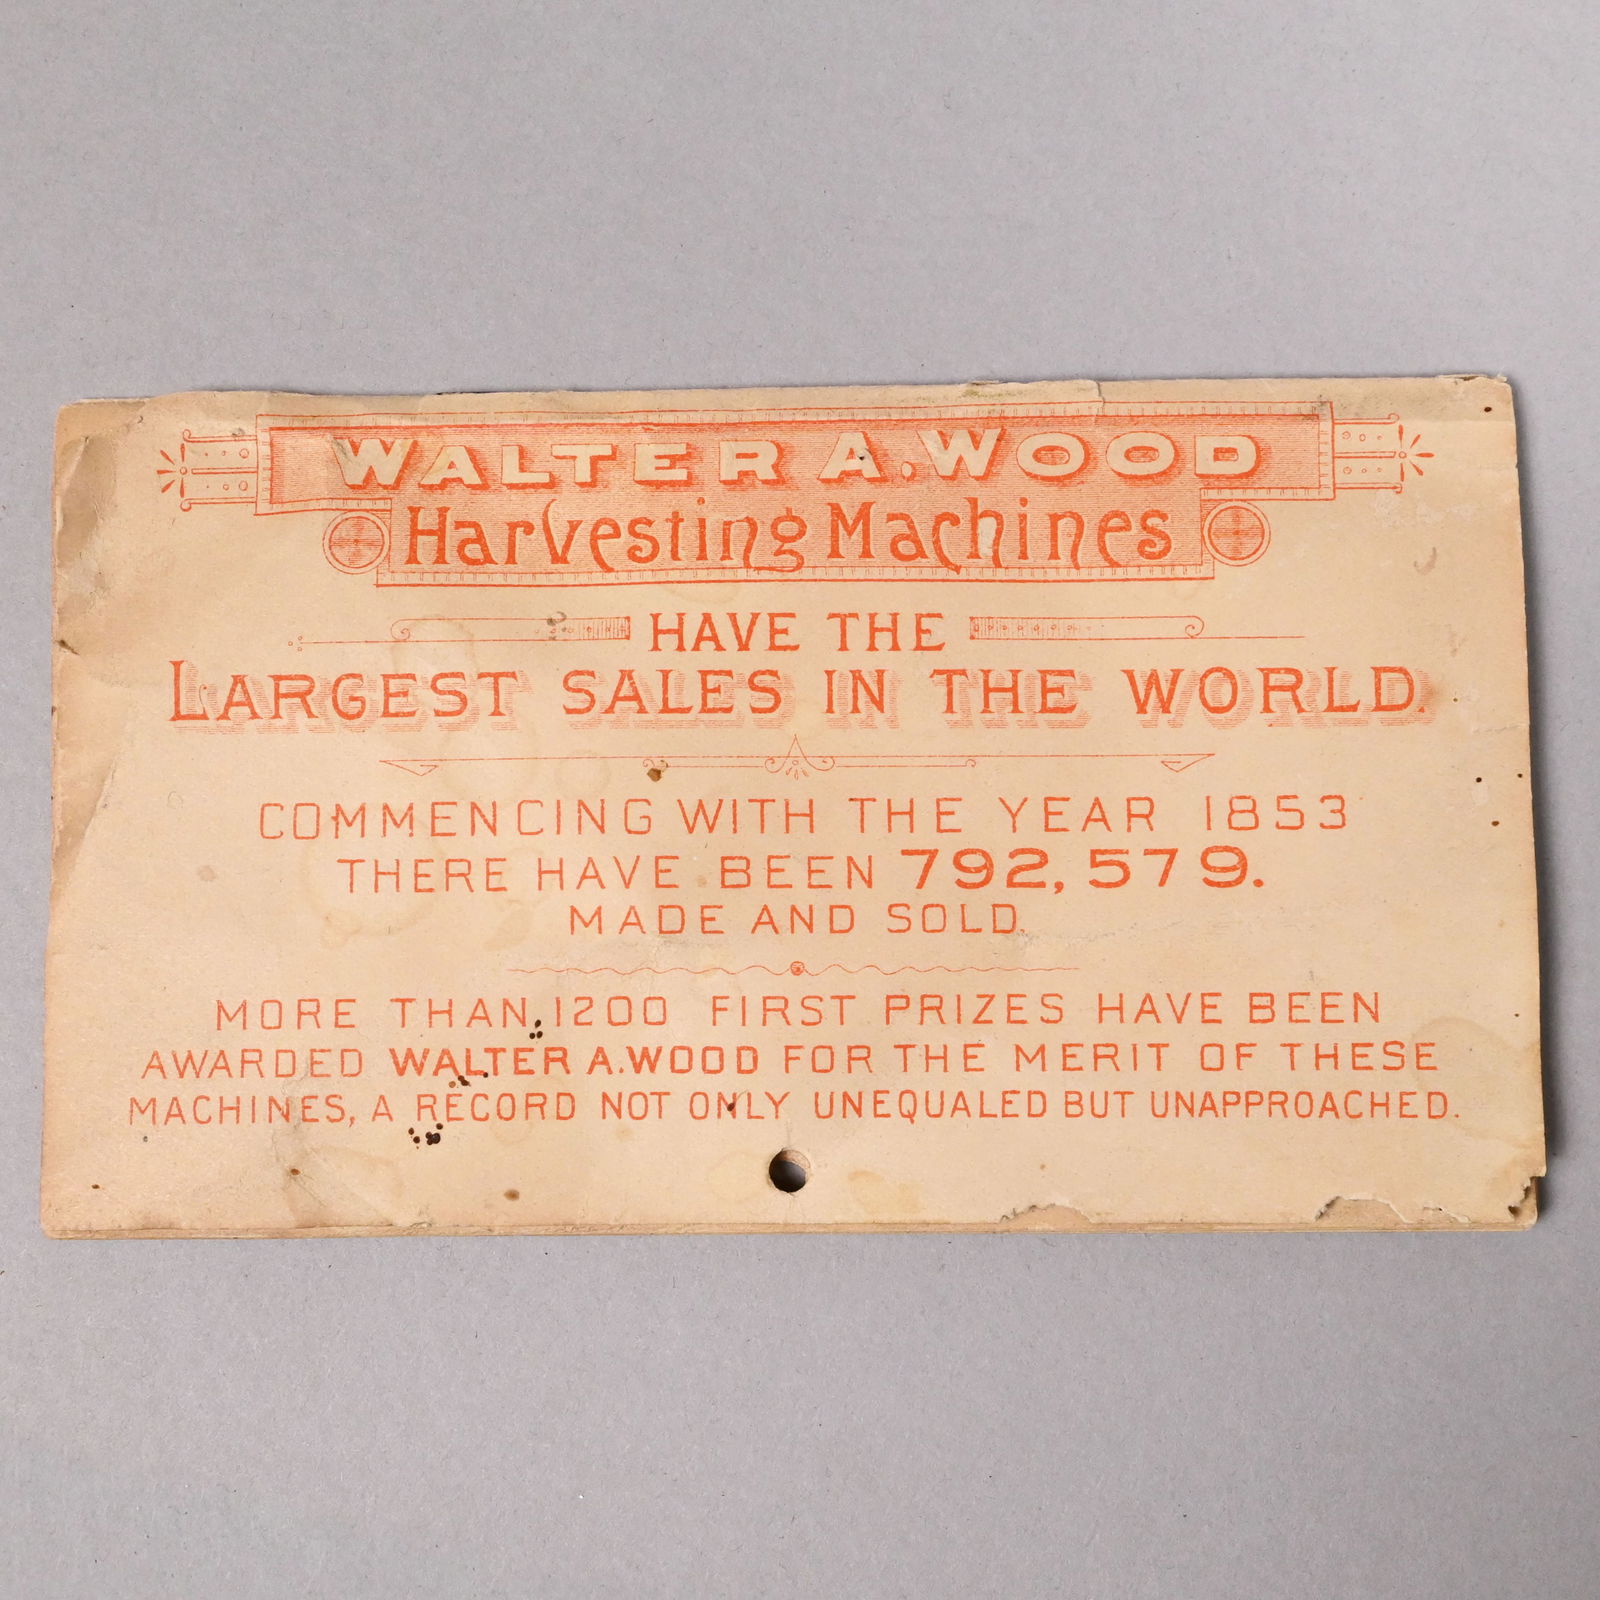 WALTER A. WOOD
Harvesting Machines
HAVE THE
LARGEST SALES IN THE WORLD.
COMMENCING WITH THE YEAR 1853
THERE HAVE BEEN 792,579.
MADE AND SOLD.
MORE THAN 1200 FIRST PRIZES HAVE BEEN
AWARDED WALTER A.WOOD FOR THE MERIT OF THESE
MACHINES, A RECORD NOT ONLY UNEQUALED BUT UNAPPROACHED.